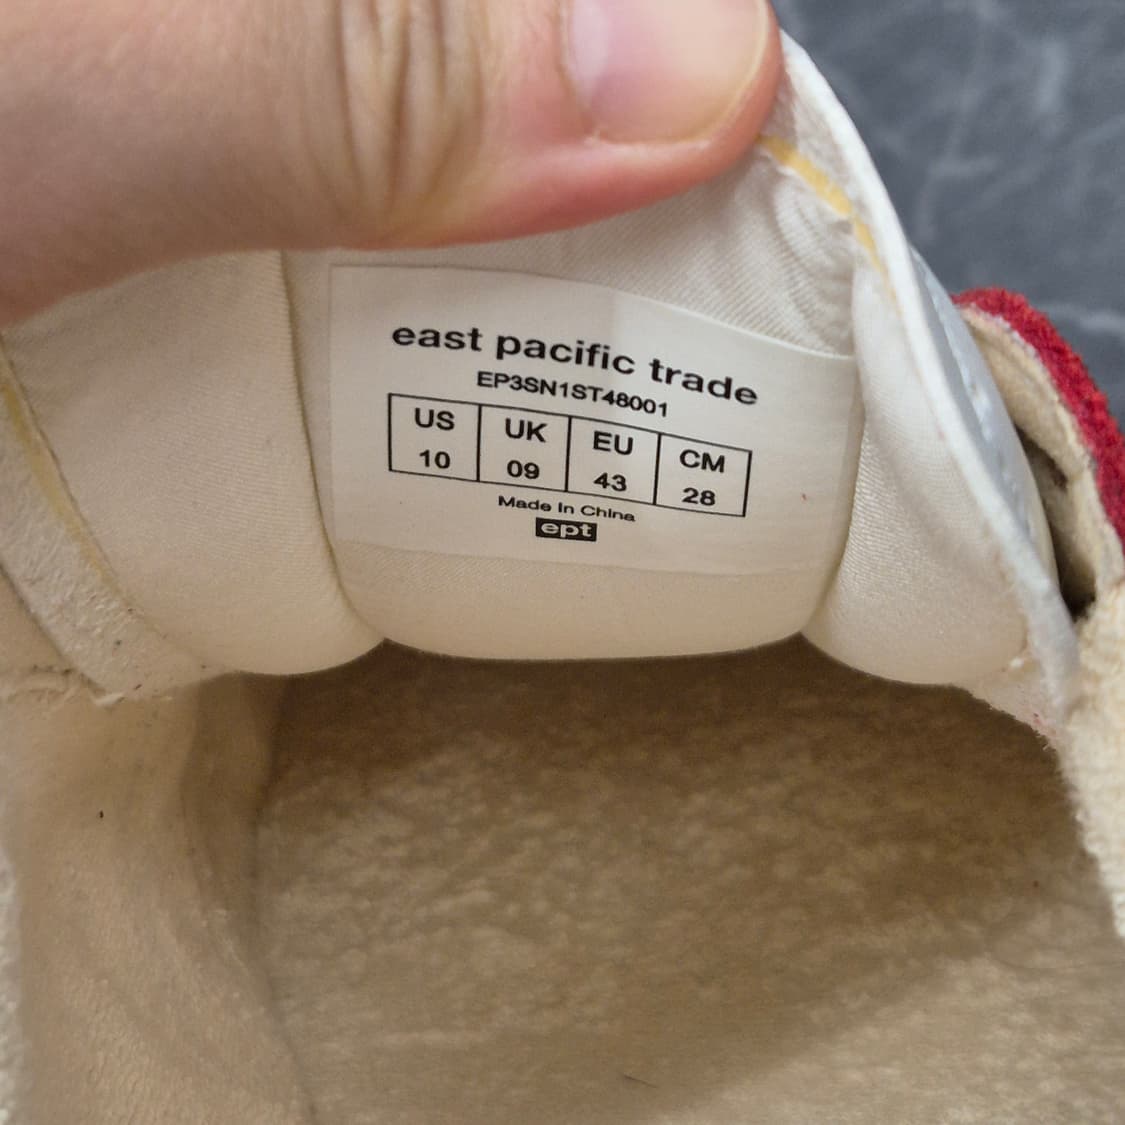 east pacific trade
EP3SN1ST48001
US UK EU CM
10 09 43 28
Made In China
ept